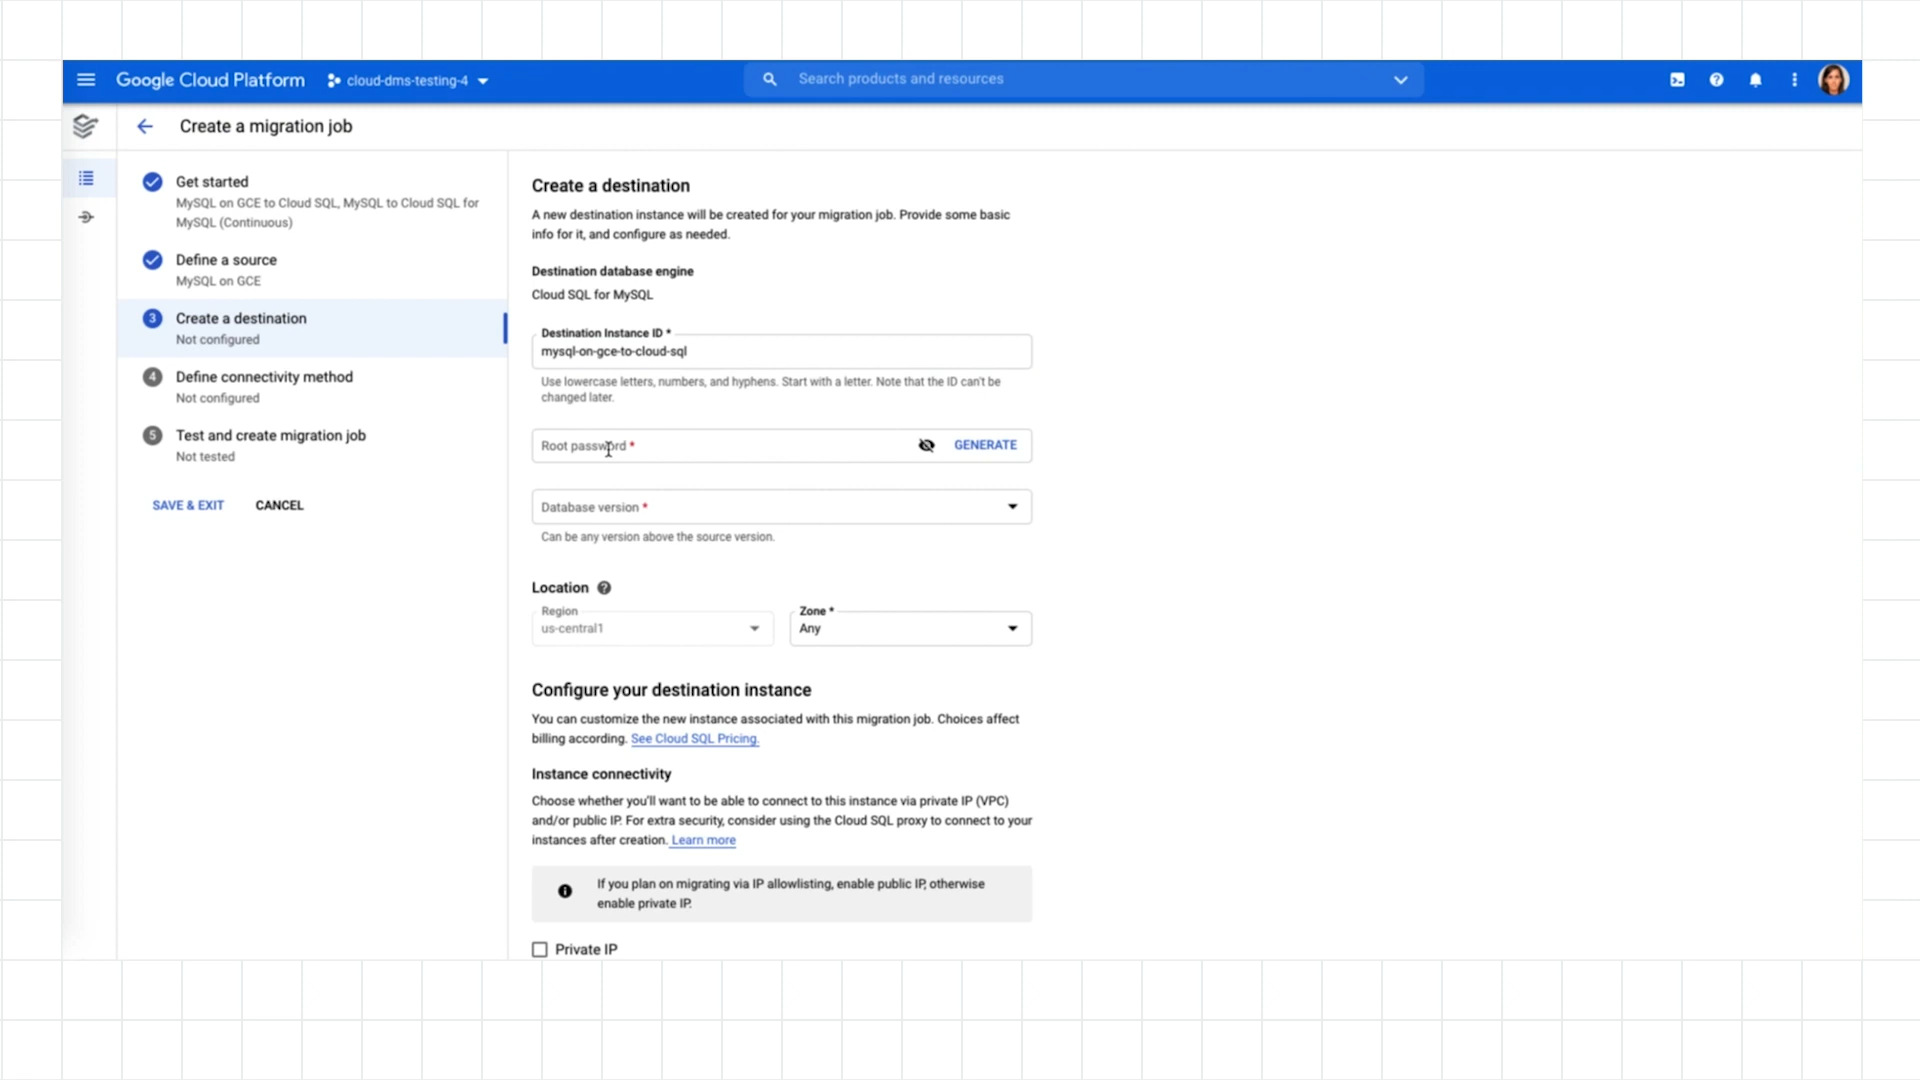 Google Cloud Platform
cloud-dms-testing-4
Search products and resources
Create a migration job
Get started
MySQL on GCE to Cloud SQL, MySQL to Cloud SQL for
MySQL (Continuous)
Define a source
MySQL on GCE
3
Create a destination
Not configured
4
Define connectivity method
Not configured
5
Test and create migration job
Not tested
SAVE & EXIT
CANCEL
Create a destination
A new destination instance will be created for your migration job. Provide some basic
info for it, and configure as needed.
Destination database engine
Cloud SQL for MySQL
Destination Instance ID *
mysql-on-gce-to-cloud-sql
Use lowercase letters, numbers, and hyphens. Start with a letter. Note that the ID can't be
changed later.
Root password *
GENERATE
Database version *
Can be any version above the source version.
Location
Region
us-central1
Zone *
Any
Configure your destination instance
You can customize the new instance associated with this migration job. Choices affect
billing according. See Cloud SQL Pricing.
Instance connectivity
Choose whether you'll want to be able to connect to this instance via private IP (VPC)
and/or public IP. For extra security, consider using the Cloud SQL proxy to connect to your
instances after creation. Learn more
If you plan on migrating via IP allowlisting, enable public IP, otherwise
enable private IP.
Private IP